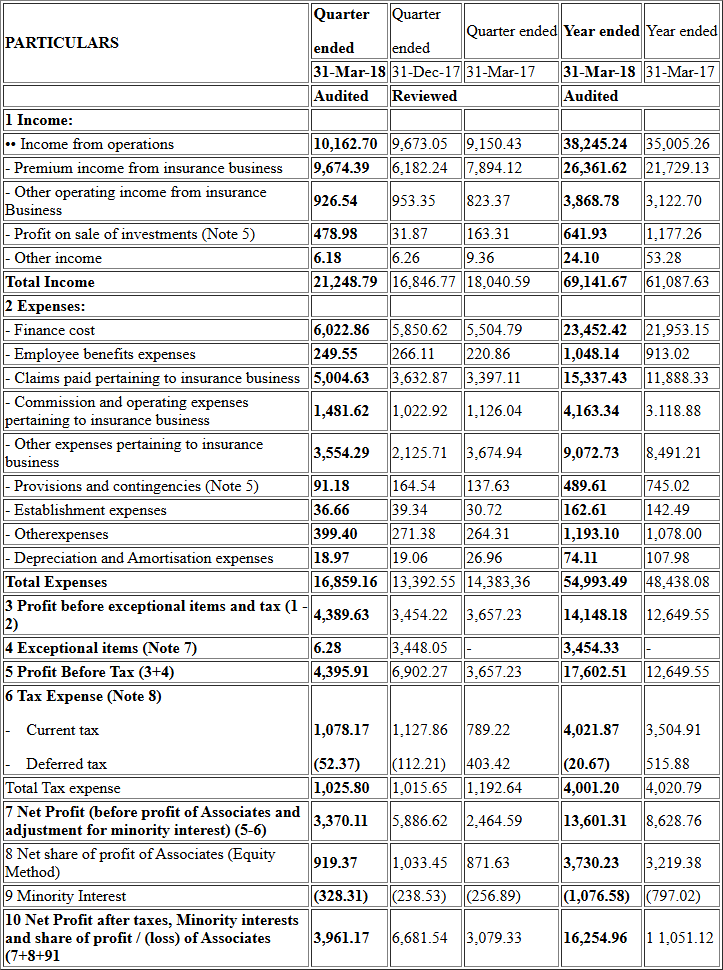 PARTICULARS Quarter ended Quarter ended Quarter ended Year ended Year ended
31-Mar-18 31-Dec-17 31-Mar-17 31-Mar-18 31-Mar-17
Audited Reviewed Audited
1 Income:
•• Income from operations 10,162.70 9,673.05 9,150.43 38,245.24 35,005.26
- Premium income from insurance business 9,674.39 6,182.24 7,894.12 26,361.62 21,729.13
- Other operating income from insurance
Business 926.54 953.35 823.37 3,868.78 3,122.70
- Profit on sale of investments (Note 5) 478.98 31.87 163.31 641.93 1,177.26
- Other income 6.18 6.26 9.36 24.10 53.28
Total Income 21,248.79 16,846.77 18,040.59 69,141.67 61,087.63
2 Expenses:
- Finance cost 6,022.86 5,850.62 5,504.79 23,452.42 21,953.15
- Employee benefits expenses 249.55 266.11 220.86 1,048.14 913.02
- Claims paid pertaining to insurance business 5,004.63 3,632.87 3,397.11 15,337.43 11,888.33
- Commission and operating expenses
pertaining to insurance business 1,481.62 1,022.92 1,126.04 4,163.34 3.118.88
- Other expenses pertaining to insurance
business 3,554.29 2,125.71 3,674.94 9,072.73 8,491.21
- Provisions and contingencies (Note 5) 91.18 164.54 137.63 489.61 745.02
- Establishment expenses 36.66 39.34 30.72 162.61 142.49
- Otherexpenses 399.40 271.38 264.31 1,193.10 1,078.00
- Depreciation and Amortisation expenses 18.97 19.06 26.96 74.11 107.98
Total Expenses 16,859.16 13,392.55 14,383,36 54,993.49 48,438.08
3 Profit before exceptional items and tax (1 -
2) 4,389.63 3,454.22 3,657.23 14,148.18 12,649.55
4 Exceptional items (Note 7) 6.28 3,448.05 - 3,454.33 -
5 Profit Before Tax (3+4) 4,395.91 6,902.27 3,657.23 17,602.51 12,649.55
6 Tax Expense (Note 8)
- Current tax 1,078.17 1,127.86 789.22 4,021.87 3,504.91
- Deferred tax (52.37) (112.21) 403.42 (20.67) 515.88
Total Tax expense 1,025.80 1,015.65 1,192.64 4,001.20 4,020.79
7 Net Profit (before profit of Associates and
adjustment for minority interest) (5-6) 3,370.11 5,886.62 2,464.59 13,601.31 8,628.76
8 Net share of profit of Associates (Equity
Method) 919.37 1,033.45 871.63 3,730.23 3,219.38
9 Minority Interest (328.31) (238.53) (256.89) (1,076.58) (797.02)
10 Net Profit after taxes, Minority interests
and share of profit / (loss) of Associates
(7+8+91 3,961.17 6,681.54 3,079.33 16,254.96 1 1,051.12